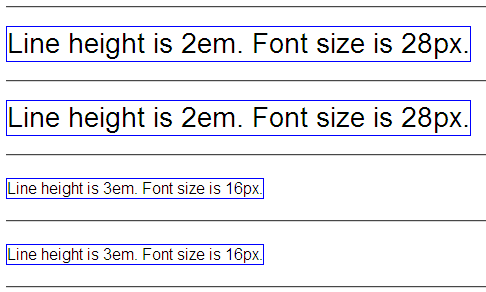 Line height is 2em. Font size is 28px.
Line height is 2em. Font size is 28px.
Line height is 3em. Font size is 16px.
Line height is 3em. Font size is 16px.